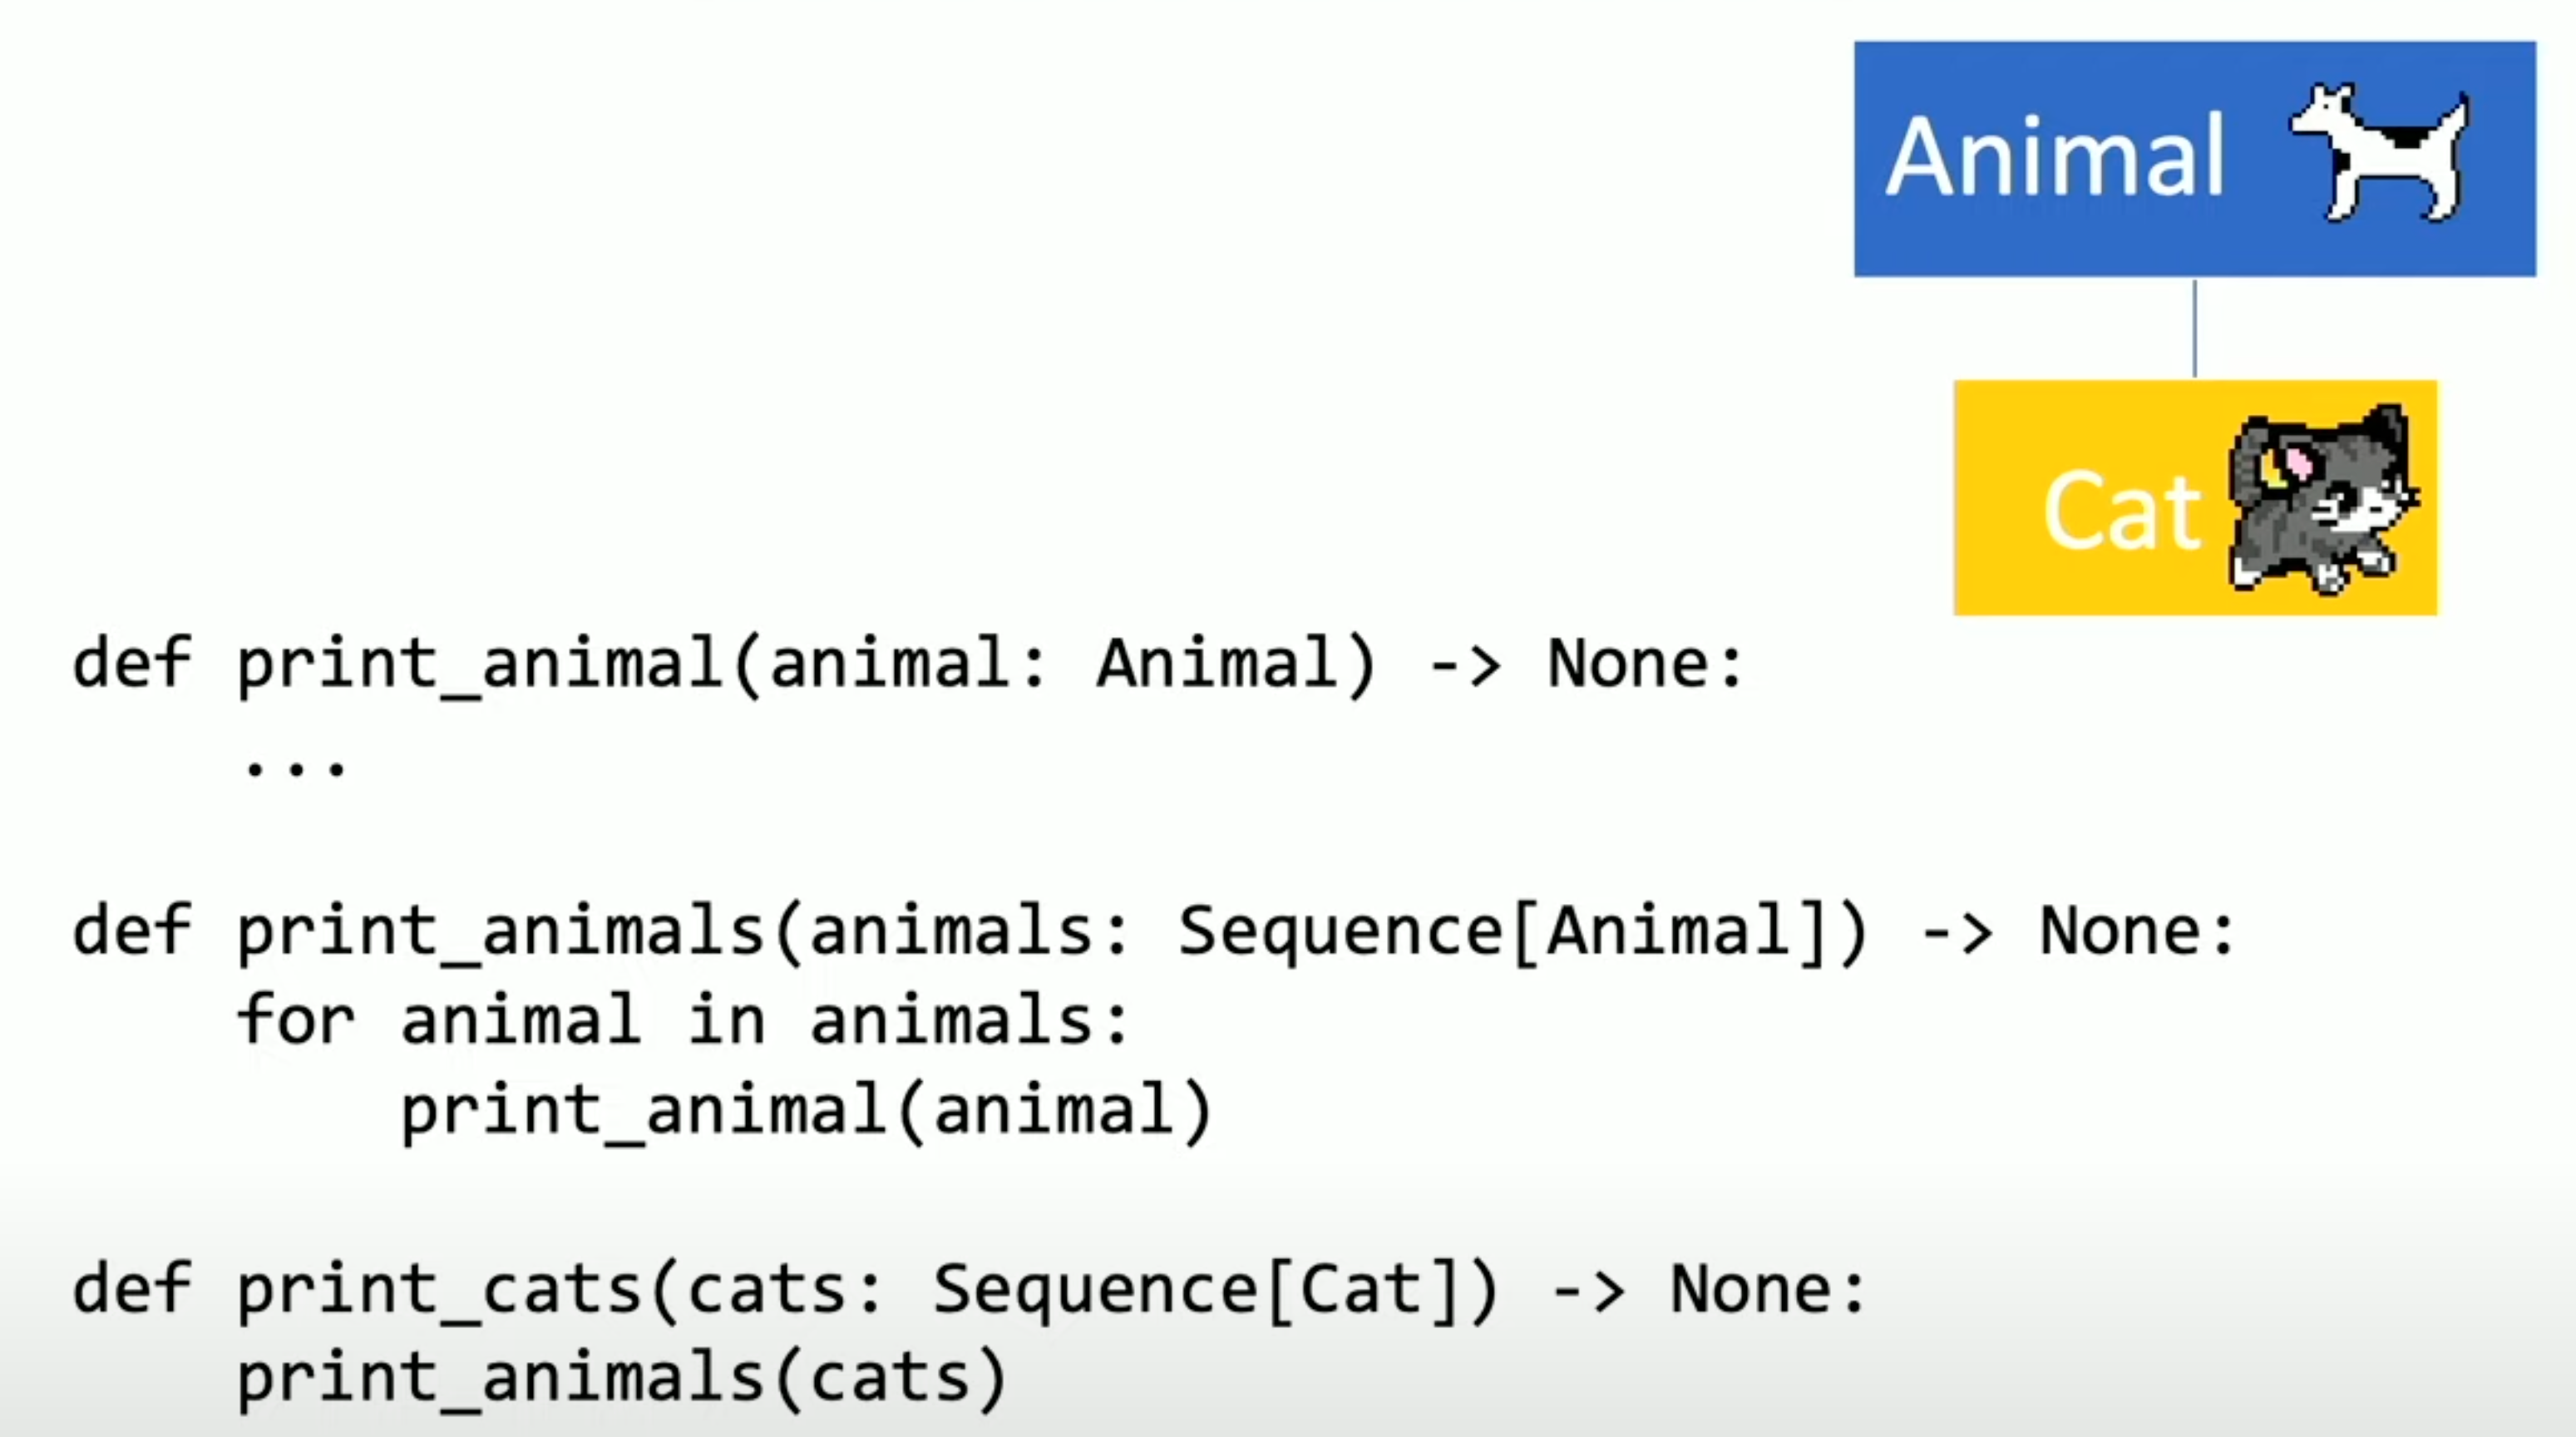 Animal
Cat
def print_animal(animal: Animal) -> None:
    ...
def print_animals(animals: Sequence[Animal]) -> None:
    for animal in animals:
        print_animal(animal)
def print_cats(cats: Sequence[Cat]) -> None:
    print_animals(cats)